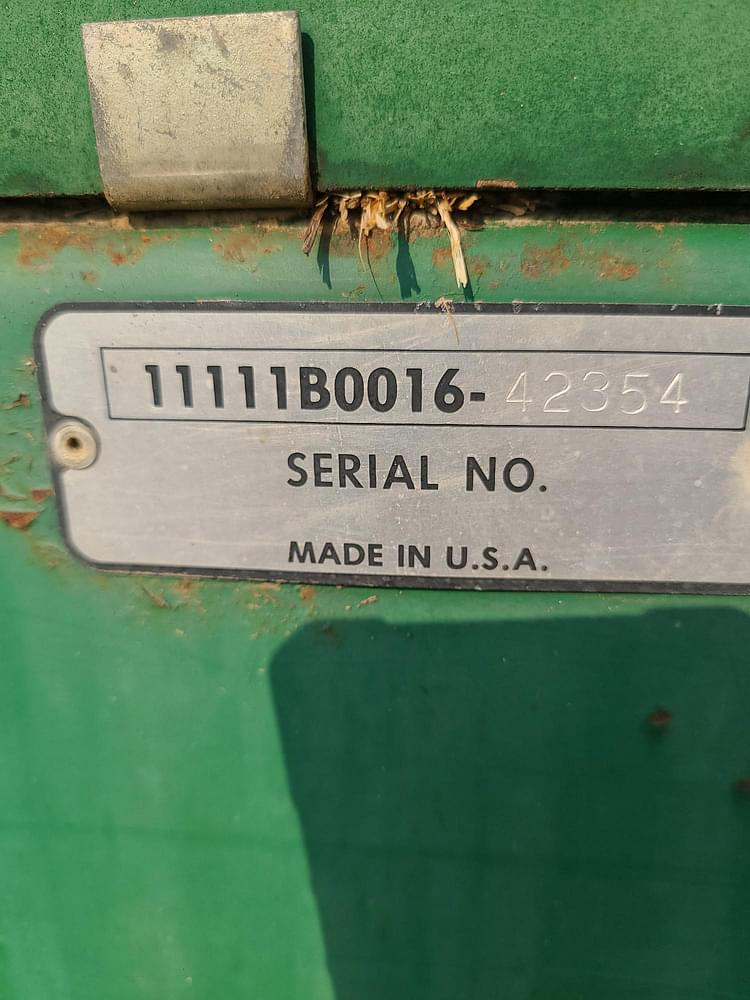 11111B0016-42354
SERIAL NO.
MADE IN U.S.A.